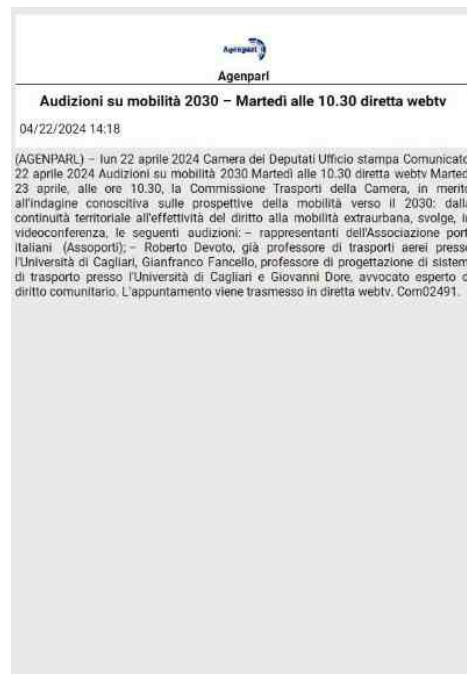 Agenparl
Agenparl
Audizioni su mobilità 2030 – Martedì alle 10.30 diretta webtv
04/22/2024 14:18
(AGENPARL) – lun 22 aprile 2024 Camera dei Deputati Ufficio stampa Comunicato
22 aprile 2024 Audizioni su mobilità 2030 Martedì alle 10.30 diretta webtv Martedì
23 aprile, alle ore 10.30, la Commissione Trasporti della Camera, in merito
all'indagine conoscitiva sulle prospettive della mobilità verso il 2030: dalla
continuità territoriale all'effettività del diritto alla mobilità extraurbana, svolge, in
videoconferenza, le seguenti audizioni: – rappresentanti dell'Associazione porti
italiani (Assoporti); – Roberto Devoto, già professore di trasporti aerei presso
l'Università di Cagliari, Gianfranco Fancello, professore di progettazione di sistemi
di trasporto presso l'Università di Cagliari e Giovanni Dore, avvocato esperto di
diritto comunitario. L'appuntamento viene trasmesso in diretta webtv. Com02491.